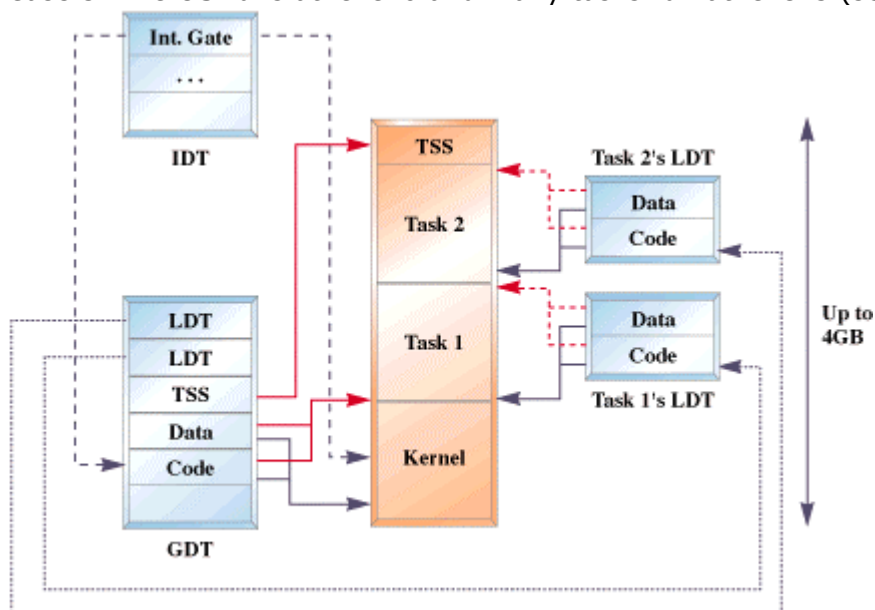 Int. Gate
...
IDT
TSS
Task 2
Task 1
Kernel
Task 2's LDT
Data
Code
Data
Code
Task 1's LDT
Up to
4GB
LDT
LDT
TSS
Data
Code
GDT